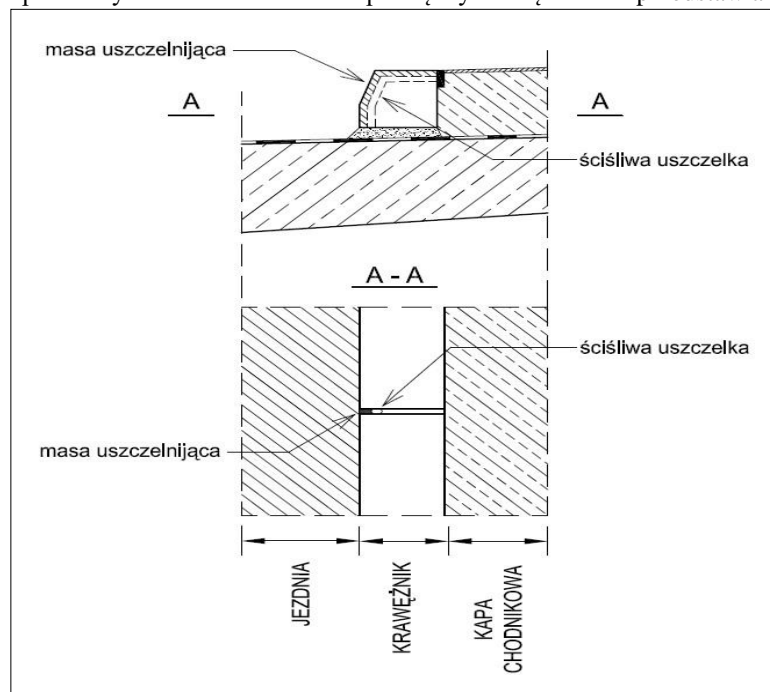 masa uszczelnijąca
A
A
ściśliwa uszczelka
A - A
ściśliwa uszczelka
masa uszczelnijąca
JEZDNIA
KRAWĘŻNIK
KAPA
CHODNIKOWA